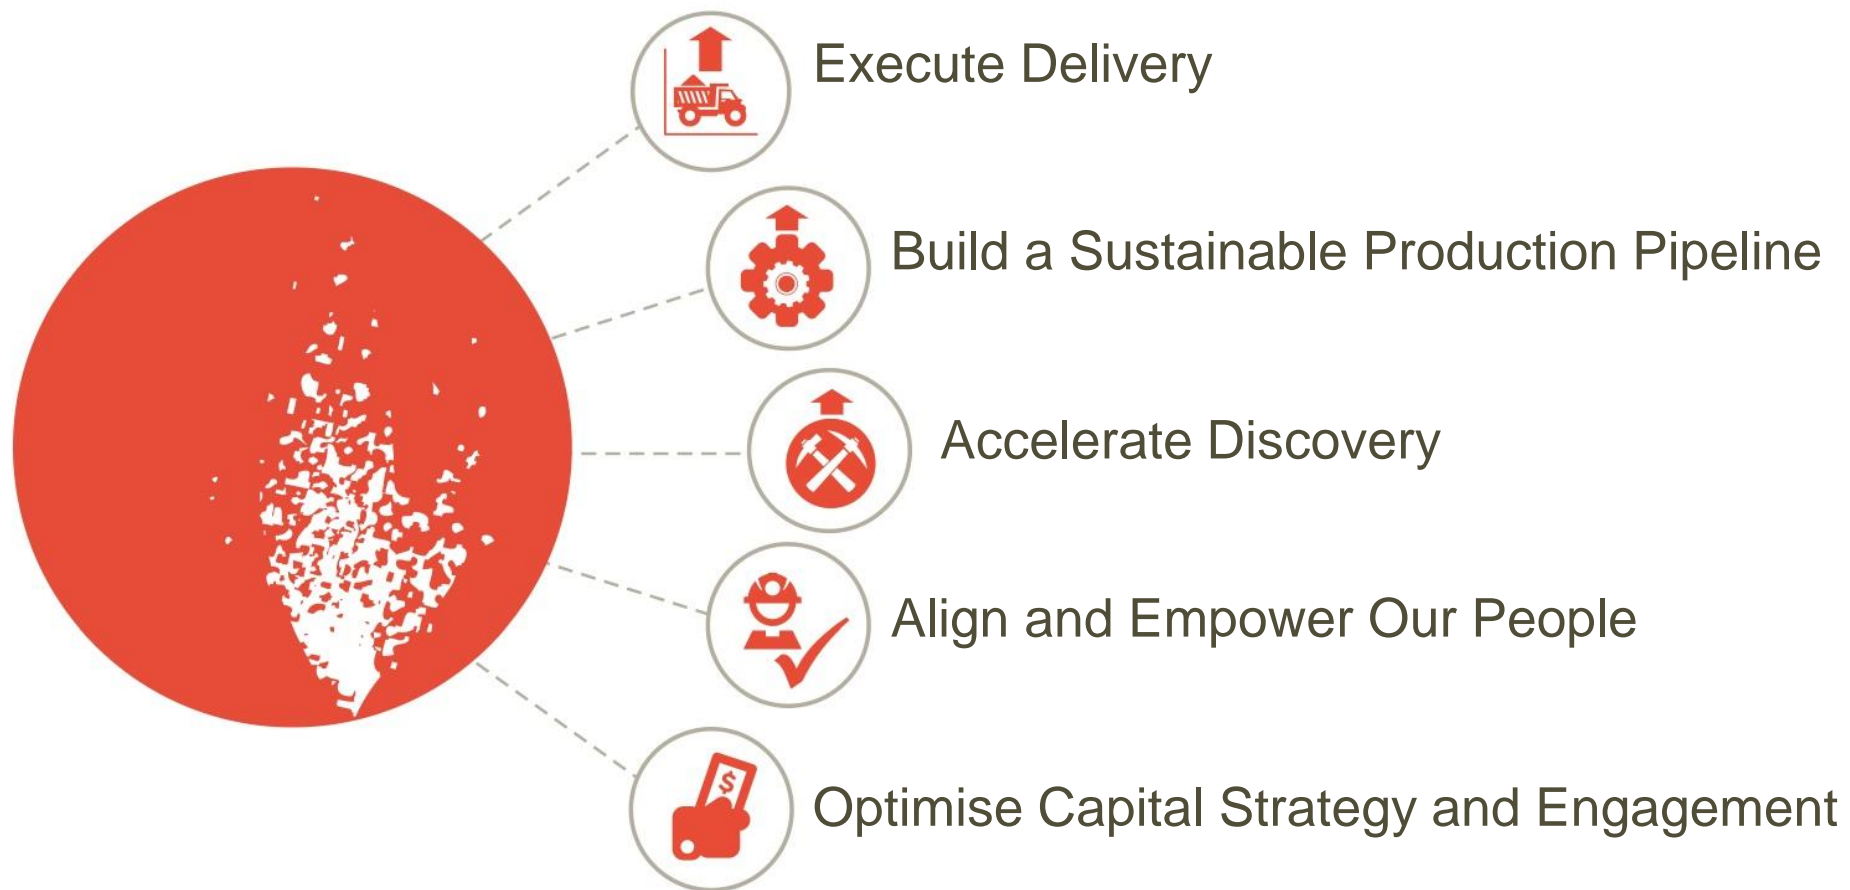 Execute Delivery
Build a Sustainable Production Pipeline
Accelerate Discovery
Align and Empower Our People
$
Optimise Capital Strategy and Engagement